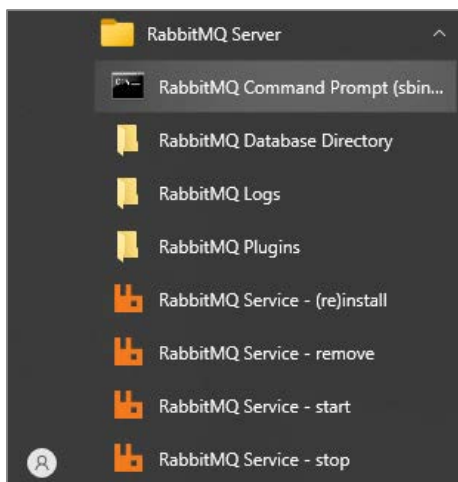 RabbitMQ Server
RabbitMQ Command Prompt (sbin...
RabbitMQ Database Directory
RabbitMQ Logs
RabbitMQ Plugins
RabbitMQ Service - (re)install
RabbitMQ Service - remove
RabbitMQ Service - start
RabbitMQ Service - stop